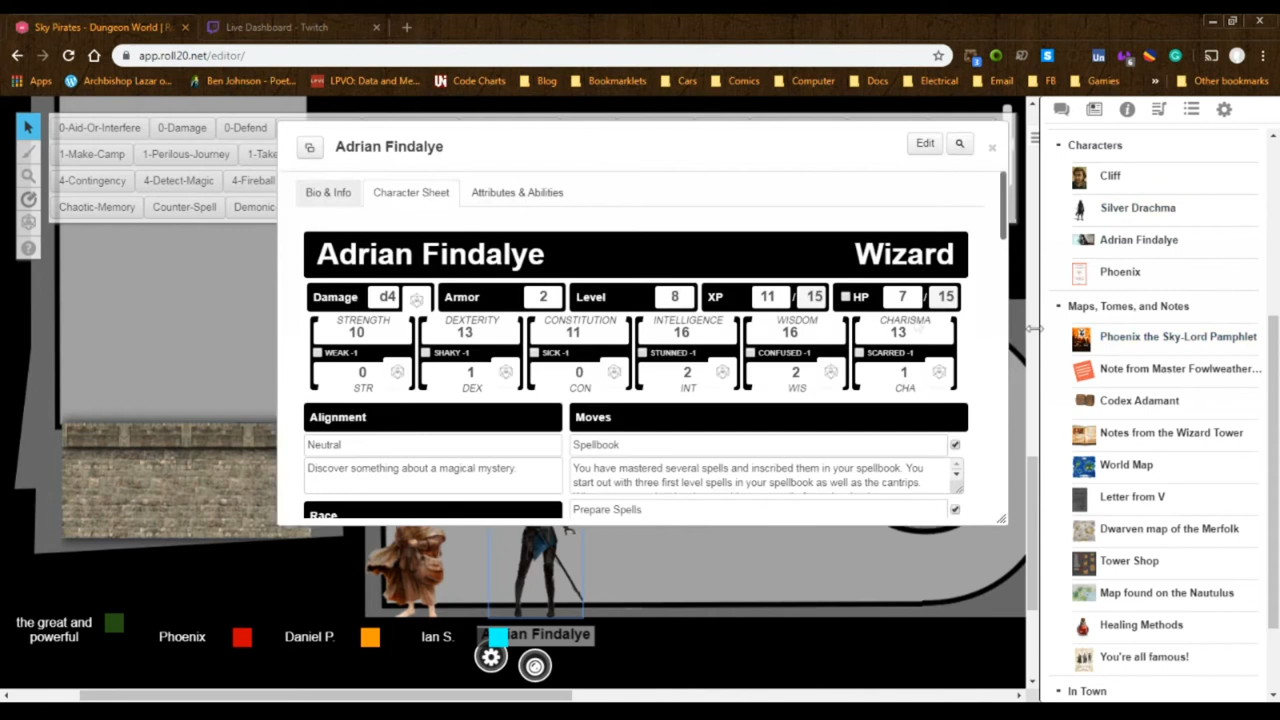 Sky Pirates - Dungeon World | R
Live Dashboard - Twitch
app.roll20.net/editor/
Apps
Archbishop Lazar o...
Ben Johnson - Poet...
LPVO: Data and Me...
Code Charts
Blog
Bookmarklets
Cars
Comics
Computer
Docs
Electrical
Email
FB
Games
»
Other bookmarks
0-Aid-Or-Interfere
0-Damage
0-Defend
1-Make-Camp
1-Perilous-Journey
1-Take
4-Contingency
4-Detect-Magic
4-Fireball
Chaotic-Memory
Counter-Spell
Demonic
Adrian Findalye
Edit
Bio & Info
Character Sheet
Attributes & Abilities
Adrian Findalye
Wizard
Damage d4
Armor 2
Level 8
XP 11 / 15
HP 7 / 15
STRENGTH
DEXTERITY
CONSTITUTION
INTELLIGENCE
WISDOM
CHARISMA
10
13
11
16
16
13
WEAK -1
SHAKY -1
SICK -1
STUNNED -1
CONFUSED -1
SCARRED -1
0
1
0
2
2
1
STR
DEX
CON
INT
WIS
CHA
Alignment
Moves
Neutral
Spellbook
Discover something about a magical mystery.
You have mastered several spells and inscribed them in your spellbook. You
start out with three first level spells in your spellbook as well as the cantrips.
Race
Prepare Spells
Characters
Cliff
Silver Drachma
Adrian Findalye
Phoenix
Maps, Tomes, and Notes
Phoenix the Sky-Lord Pamphlet
Note from Master Fowlweather...
Codex Adamant
Notes from the Wizard Tower
World Map
Letter from V
Dwarven map of the Merfolk
Tower Shop
Map found on the Nautulus
Healing Methods
You're all famous!
In Town
the great and
powerful
Phoenix
Daniel P.
Ian S.